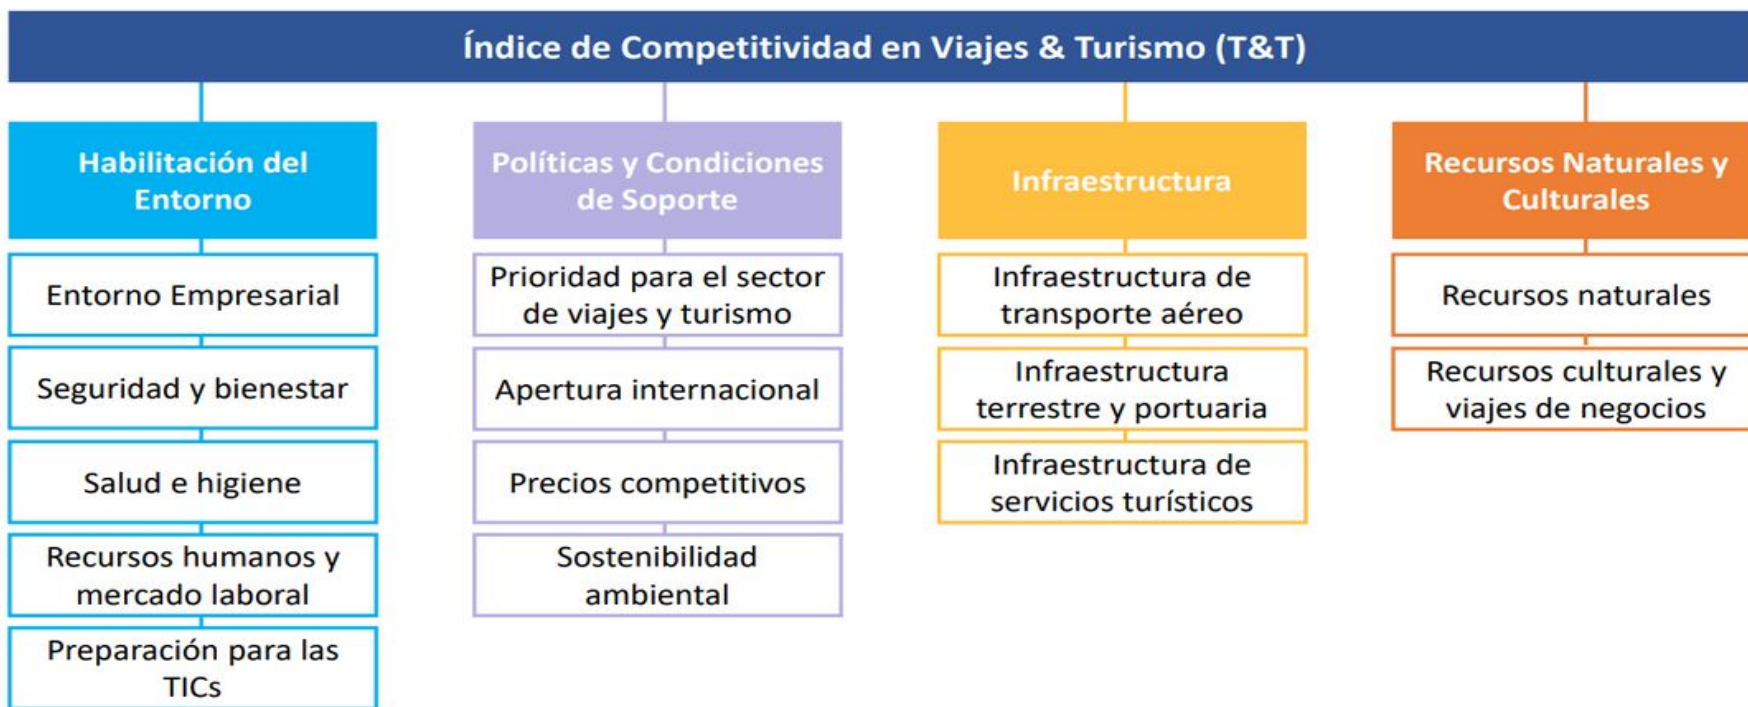 Índice de Competitividad en Viajes & Turismo (T&T)
Habilitación del
Entorno
Entorno Empresarial
Seguridad y bienestar
Salud e higiene
Recursos humanos y
mercado laboral
Preparación para las
TICs
Políticas y Condiciones
de Soporte
Prioridad para el sector
de viajes y turismo
Apertura internacional
Precios competitivos
Sostenibilidad
ambiental
Infraestructura
Infraestructura de
transporte aéreo
Infraestructura
terrestre y portuaria
Infraestructura de
servicios turísticos
Recursos Naturales y
Culturales
Recursos naturales
Recursos culturales y
viajes de negocios